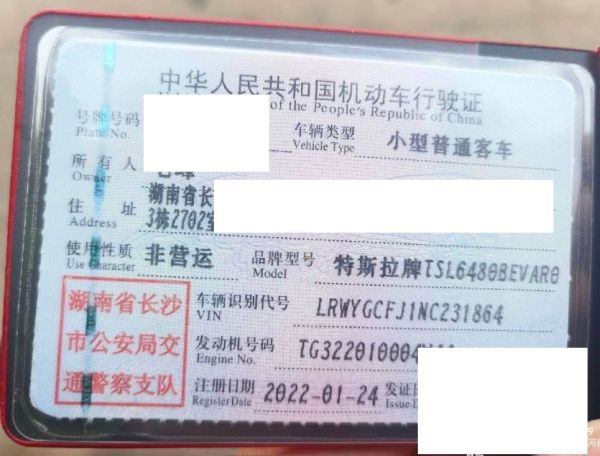 中华人民共和国机动车行驶证
of the People's Republic of China
号牌号码
Plate No.
车辆类型 小型普通客车
Vehicle Type
所有人
Owner
住址 湖南省长
Address 3栋2702室
使用性质 非营运 品牌型号 特斯拉牌TSL6480BEVAR0
Use Character Model
湖南省长沙
市公安局交
通警察支队
车辆识别代号 LRWYGCFJ1NC231864
VIN
发动机号码 TG322010004
Engine No.
注册日期 2022-01-24 发证
Register Date Issue